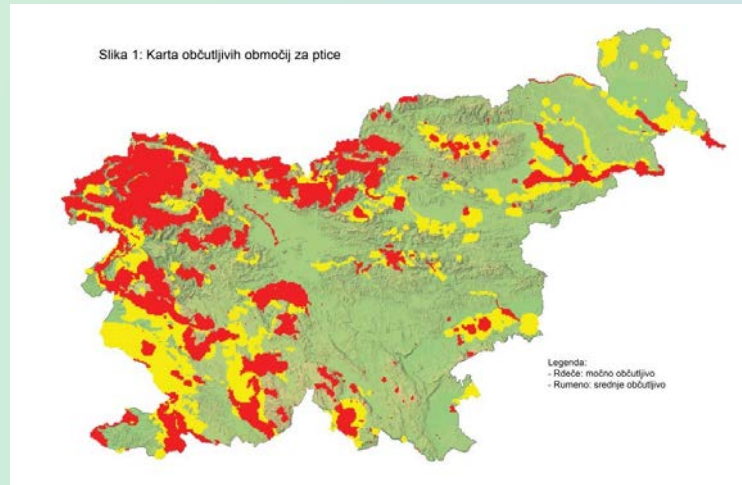 Slika 1: Karta občutljivih območij za ptice
Legenda:
- Rdeče: močno občutljivo
- Rumeno: srednje občutljivo